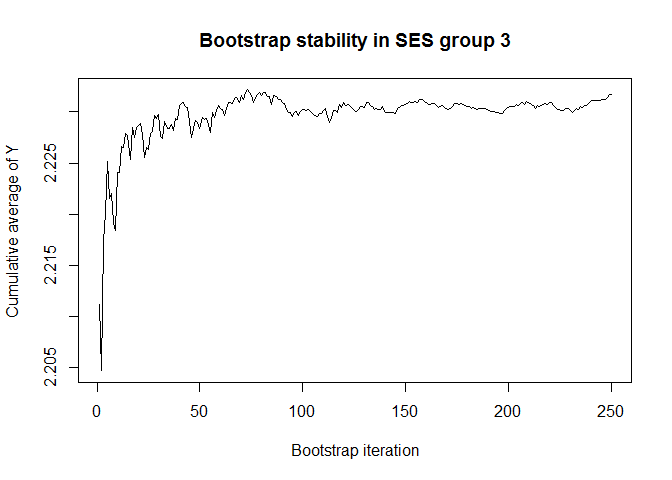 Bootstrap stability in SES group 3
Cumulative average of Y
2.225
2.215
2.205
0 50 100 150 200 250
Bootstrap iteration